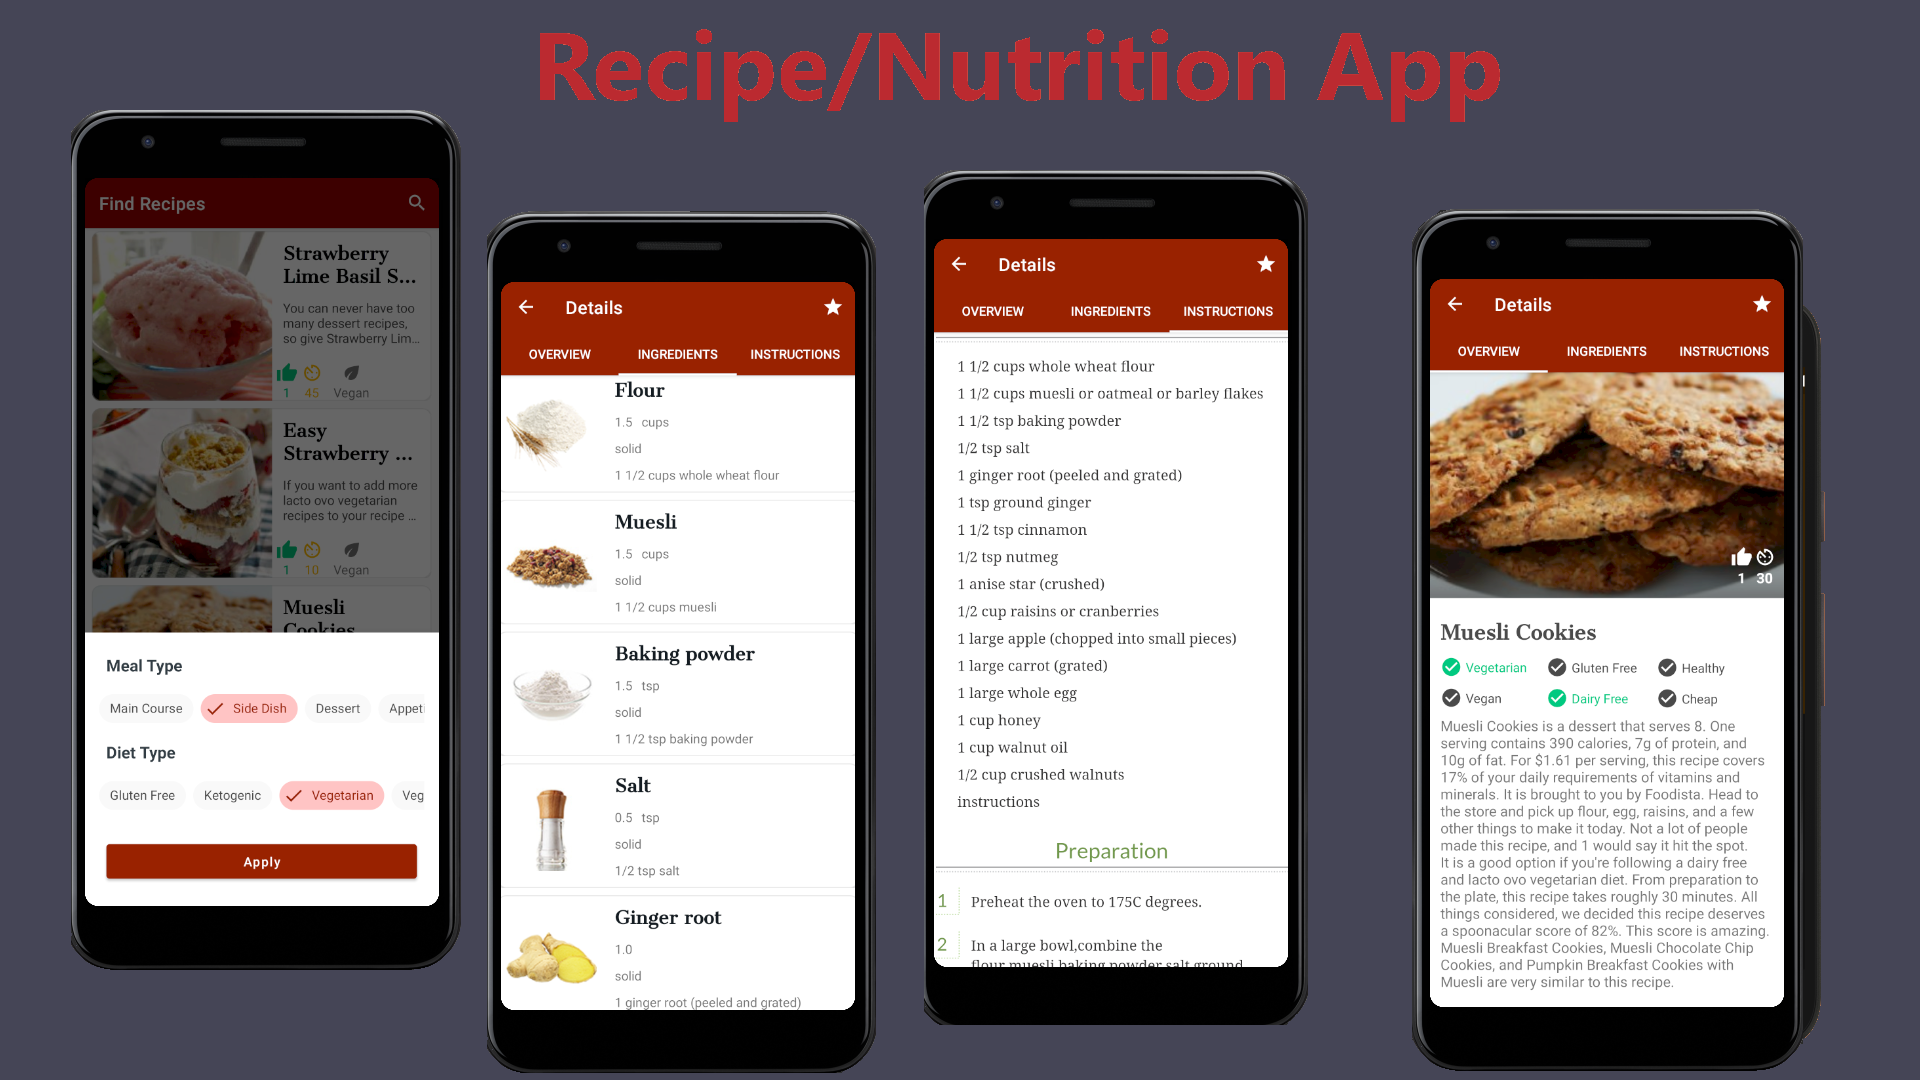 Recipe/Nutrition App
Find Recipes
Strawberry
Lime Basil S...
You can never have too
many dessert recipes,
so give Strawberry Lim...
1 45 Vegan
Easy
Strawberry ...
If you want to add more
lacto ovo vegetarian
recipes to your recipe ...
1 10 Vegan
Muesli
Cookies
Meal Type
Main Course Side Dish Dessert Appeti
Diet Type
Gluten Free Ketogenic Vegetarian Veg
Apply
Details
OVERVIEW INGREDIENTS INSTRUCTIONS
Flour
1.5 cups
solid
1 1/2 cups whole wheat flour
Muesli
1.5 cups
solid
1 1/2 cups muesli
Baking powder
1.5 tsp
solid
1 1/2 tsp baking powder
Salt
0.5 tsp
solid
1/2 tsp salt
Ginger root
1.0
solid
1 ginger root (peeled and grated)
Details
OVERVIEW INGREDIENTS INSTRUCTIONS
1 1/2 cups whole wheat flour
1 1/2 cups muesli or oatmeal or barley flakes
1 1/2 tsp baking powder
1/2 tsp salt
1 ginger root (peeled and grated)
1 tsp ground ginger
1 1/2 tsp cinnamon
1/2 tsp nutmeg
1 anise star (crushed)
1/2 cup raisins or cranberries
1 large apple (chopped into small pieces)
1 large carrot (grated)
1 large whole egg
1 cup honey
1 cup walnut oil
1/2 cup crushed walnuts
instructions
Preparation
1 Preheat the oven to 175C degrees.
2 In a large bowl,combine the
flour,muesli,baking powder,salt,ground
Details
OVERVIEW INGREDIENTS INSTRUCTIONS
1 30
Muesli Cookies
Vegetarian Gluten Free Healthy
Vegan Dairy Free Cheap
Muesli Cookies is a dessert that serves 8. One
serving contains 390 calories, 7g of protein, and
10g of fat. For $1.61 per serving, this recipe covers
17% of your daily requirements of vitamins and
minerals. It is brought to you by Foodista. Head to
the store and pick up flour, egg, raisins, and a few
other things to make it today. Not a lot of people
made this recipe, and 1 would say it hit the spot.
It is a good option if you're following a dairy free
and lacto ovo vegetarian diet. From preparation to
the plate, this recipe takes roughly 30 minutes. All
things considered, we decided this recipe deserves
a spoonacular score of 82%. This score is amazing.
Muesli Breakfast Cookies, Muesli Chocolate Chip
Cookies, and Pumpkin Breakfast Cookies with
Muesli are very similar to this recipe.